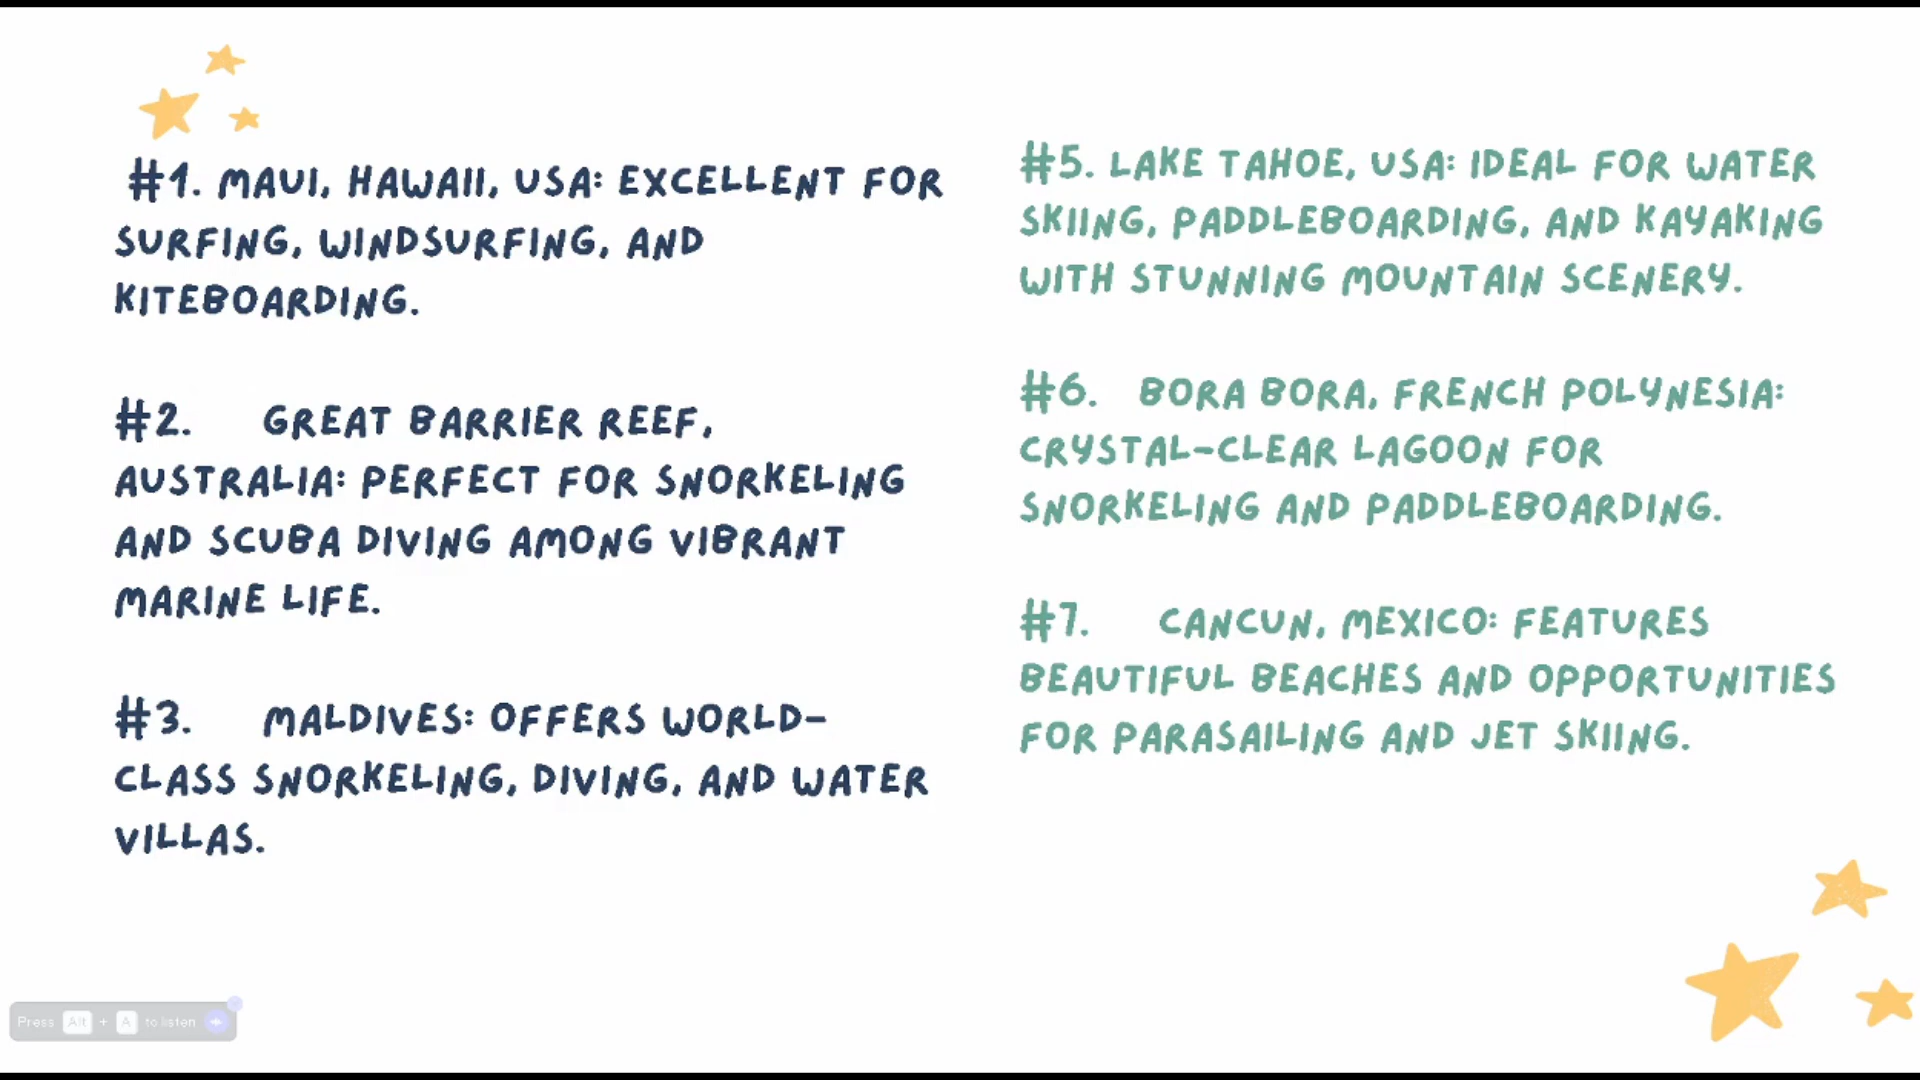 #1. MAUI, HAWAII, USA: EXCELLENT FOR
SURFING, WINDSURFING, AND
KITEBOARDING.
#2. GREAT BARRIER REEF,
AUSTRALIA: PERFECT FOR SNORKELING
AND SCUBA DIVING AMONG VIBRANT
MARINE LIFE.
#3. MALDIVES: OFFERS WORLD-
CLASS SNORKELING, DIVING, AND WATER
VILLAS.
#5. LAKE TAHOE, USA: IDEAL FOR WATER
SKIING, PADDLEBOARDING, AND KAYAKING
WITH STUNNING MOUNTAIN SCENERY.
#6. BORA BORA, FRENCH POLYNESIA:
CRYSTAL-CLEAR LAGOON FOR
SNORKELING AND PADDLEBOARDING.
#7. CANCUN, MEXICO: FEATURES
BEAUTIFUL BEACHES AND OPPORTUNITIES
FOR PARASAILING AND JET SKIING.
Press Alt + A to listen